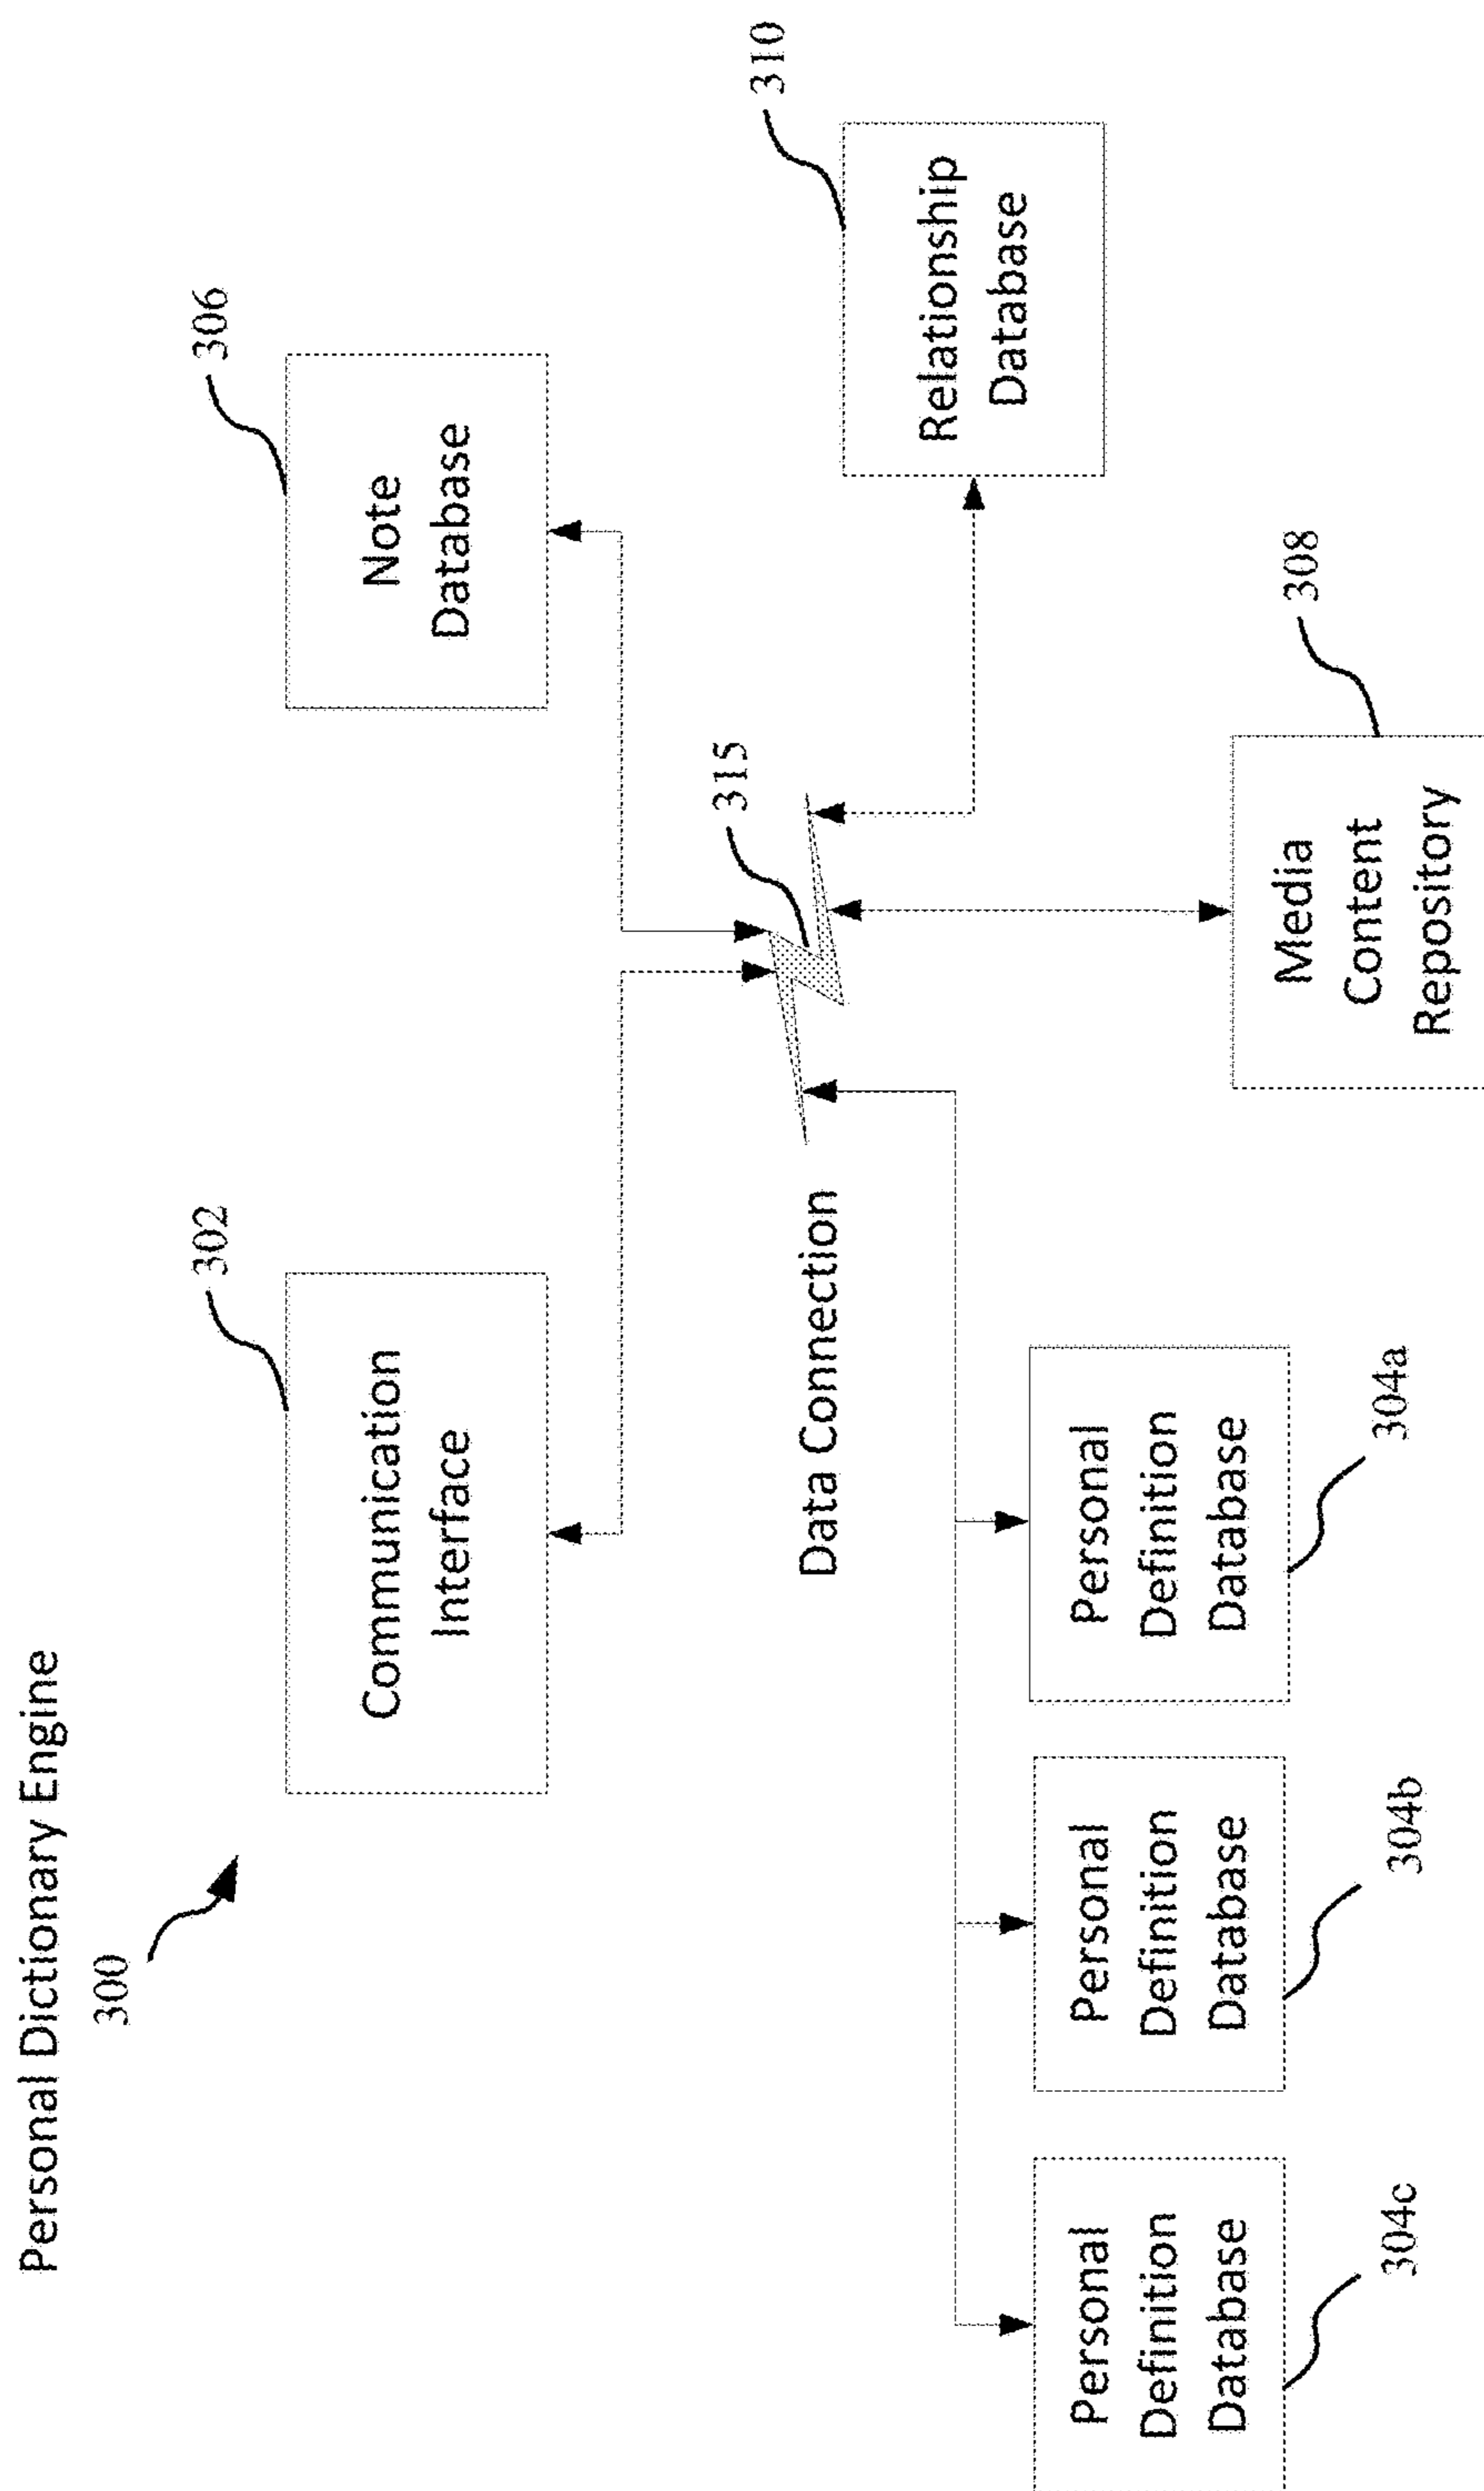 Personal Dictionary Engine
300
302
Communication
Interface
306
Note
Database
315
Data Connection
310
Relationship
Database
304c
Personal
Definition
Database
304b
Personal
Definition
Database
304a
Personal
Definition
Database
308
Media
Content
Repository